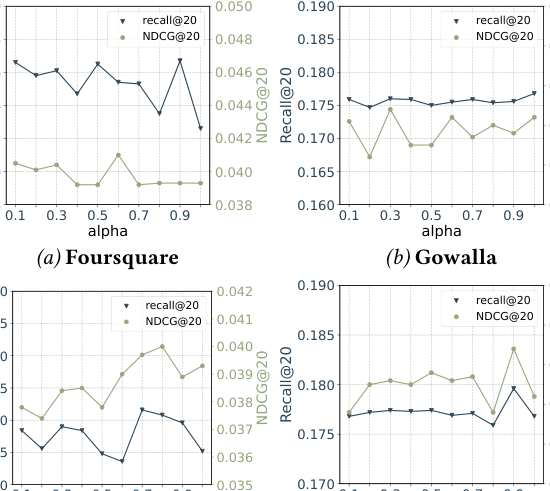 recall@20
NDCG@20
0.050
0.048
0.046
0.044
0.042
0.040
0.038
NDCG@20
0.1 0.3 0.5 0.7 0.9
alpha
(a) Foursquare
Recall@20
0.190
0.185
0.180
0.175
0.170
0.165
0.160
recall@20
NDCG@20
0.1 0.3 0.5 0.7 0.9
alpha
(b) Gowalla
recall@20
NDCG@20
0.042
0.041
0.040
0.039
0.038
0.037
0.036
0.035
NDCG@20
Recall@20
0.190
0.185
0.180
0.175
0.170
recall@20
NDCG@20